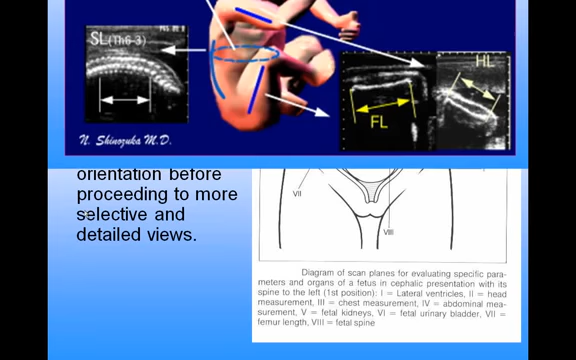 SL(Th6-3)
HL
FL
N. Shinozuka M.D.
orientation before
proceeding to more
selective and
detailed views.
VII
VIII
Diagram of scan planes for evaluating specific para-
meters and organs of a fetus in cephalic presentation with its
spine to the left (1st position): I = Lateral ventricles, II = head
measurement, III = chest measurement, IV = abdominal mea-
surement, V = fetal kidneys, VI = fetal urinary bladder, VII =
femur length, VIII = fetal spine